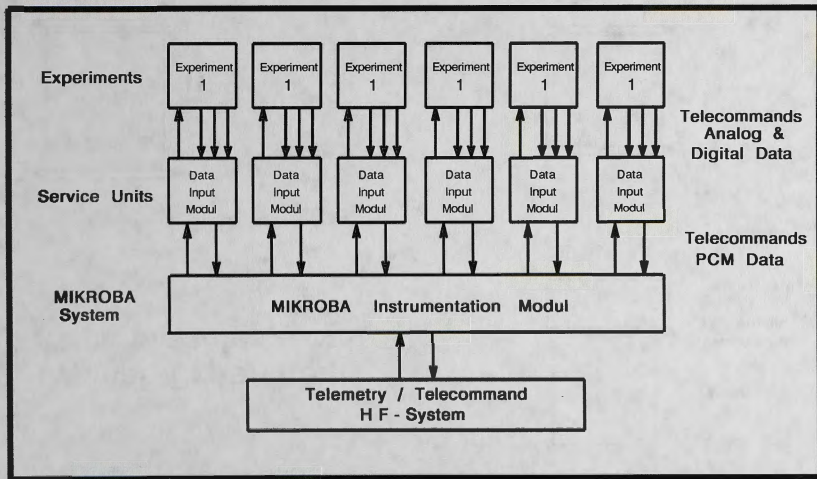 Experiments
Experiment
1
Experiment
1
Experiment
1
Experiment
1
Experiment
1
Experiment
1
Telecommands
Analog &
Digital Data
Service Units
Data
Input
Modul
Data
Input
Modul
Data
Input
Modul
Data
Input
Modul
Data
Input
Modul
Data
Input
Modul
Telecommands
PCM Data
MIKROBA
System
MIKROBA Instrumentation Modul
Telemetry / Telecommand
H F - System